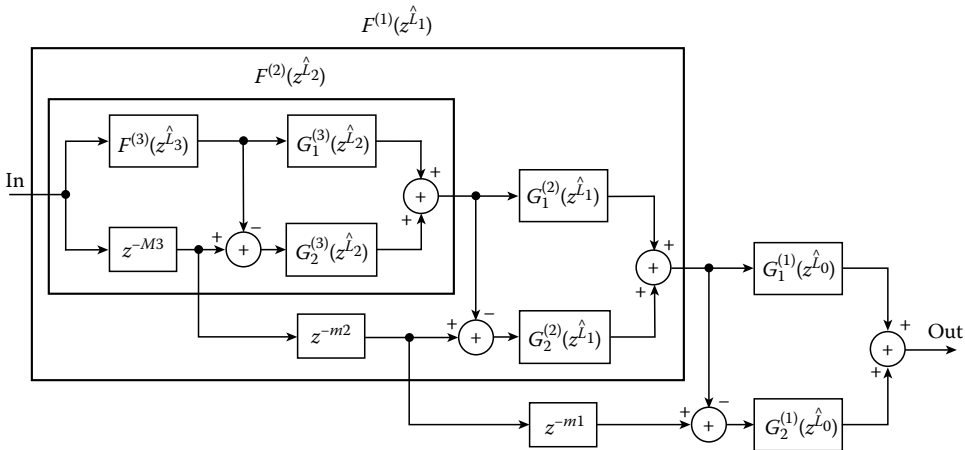 F^(1)(z^L̂1)
F^(2)(z^L̂2)
In
F^(3)(z^L̂3)
G1^(3)(z^L̂2)
+
+
+
z^−M3
+
−
+
G2^(3)(z^L̂2)
G1^(2)(z^L̂1)
+
+
+
z^−m2
+
−
+
G2^(2)(z^L̂1)
G1^(1)(z^L̂0)
+
+
+
Out
z^−m1
+
−
+
G2^(1)(z^L̂0)